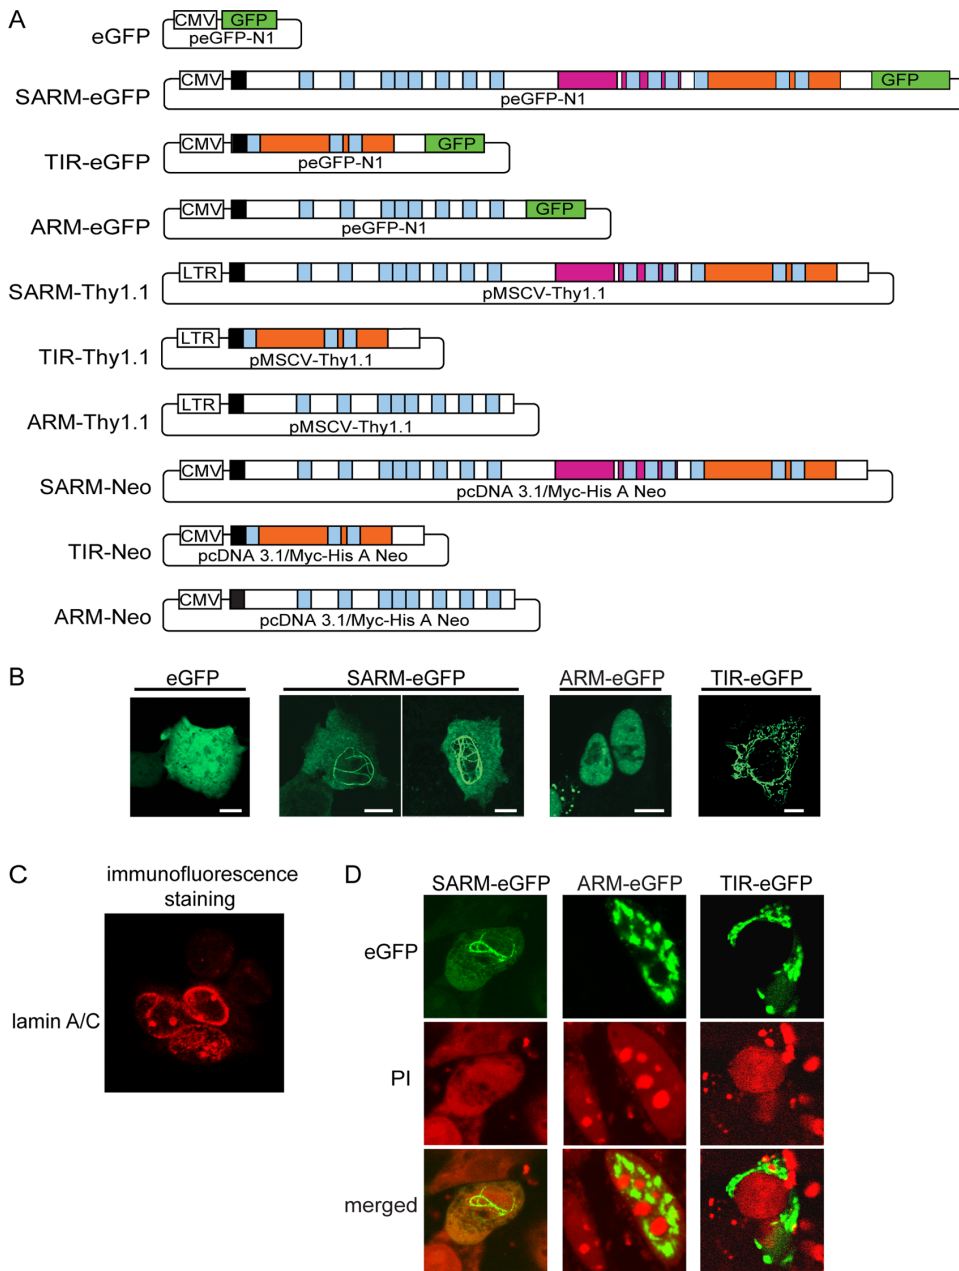 A
eGFP
CMV GFP
peGFP-N1
SARM-eGFP
CMV GFP
peGFP-N1
TIR-eGFP
CMV GFP
peGFP-N1
ARM-eGFP
CMV GFP
peGFP-N1
SARM-Thy1.1
LTR
pMSCV-Thy1.1
TIR-Thy1.1
LTR
pMSCV-Thy1.1
ARM-Thy1.1
LTR
pMSCV-Thy1.1
SARM-Neo
CMV
pcDNA 3.1/Myc-His A Neo
TIR-Neo
CMV
pcDNA 3.1/Myc-His A Neo
ARM-Neo
CMV
pcDNA 3.1/Myc-His A Neo
B
eGFP SARM-eGFP ARM-eGFP TIR-eGFP
C
immunofluorescence
staining
lamin A/C
D
SARM-eGFP ARM-eGFP TIR-eGFP
eGFP
PI
merged